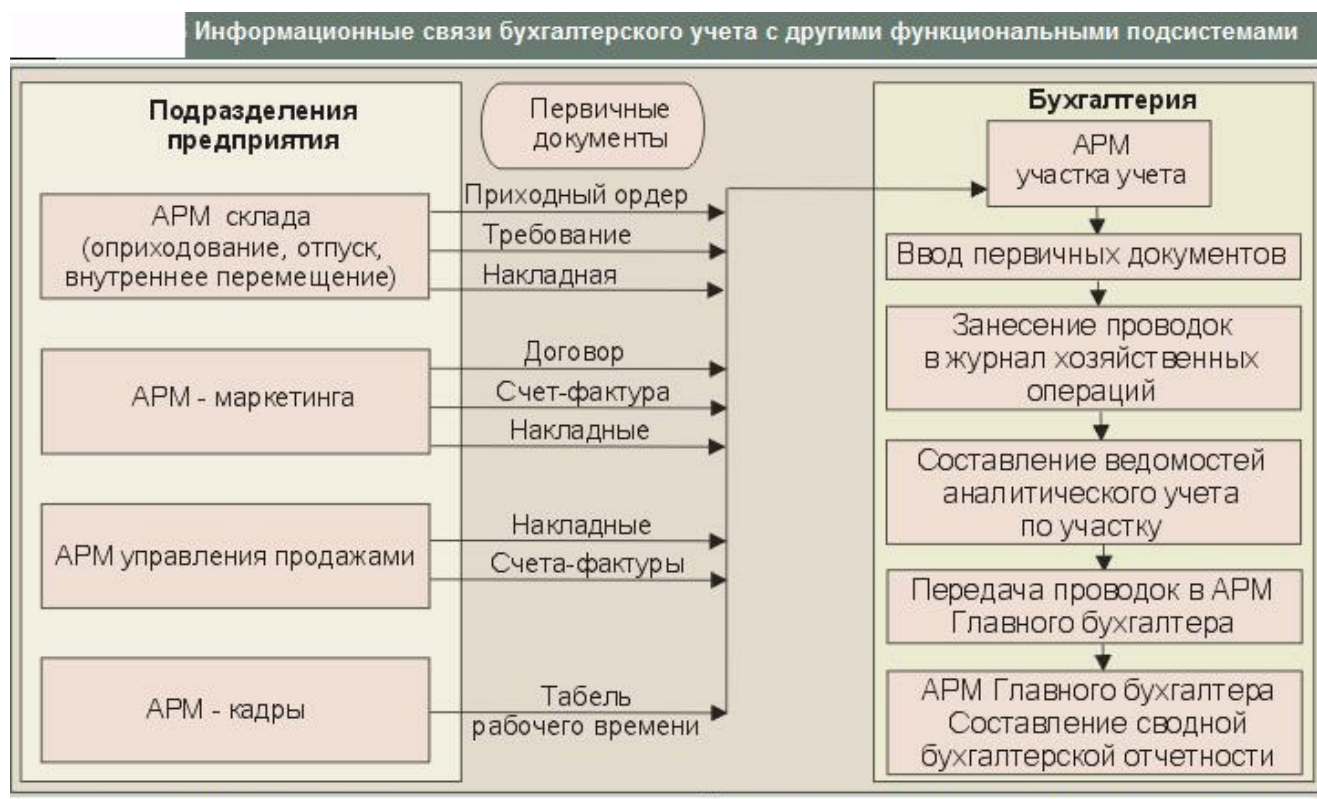 Информационные связи бухгалтерского учета с другими функциональными подсистемами
Подразделения
предприятия
АРМ склада
(оприходование, отпуск,
внутреннее перемещение)
АРМ - маркетинга
АРМ управления продажами
АРМ - кадры
Первичные
документы
Приходный ордер
Требование
Накладная
Договор
Счет-фактура
Накладные
Накладные
Счета-фактуры
Табель
рабочего времени
Бухгалтерия
АРМ
участка учета
Ввод первичных документов
Занесение проводок
в журнал хозяйственных
операций
Составление ведомостей
аналитического учета
по участку
Передача проводок в АРМ
Главного бухгалтера
АРМ Главного бухгалтера
Составление сводной
бухгалтерской отчетности